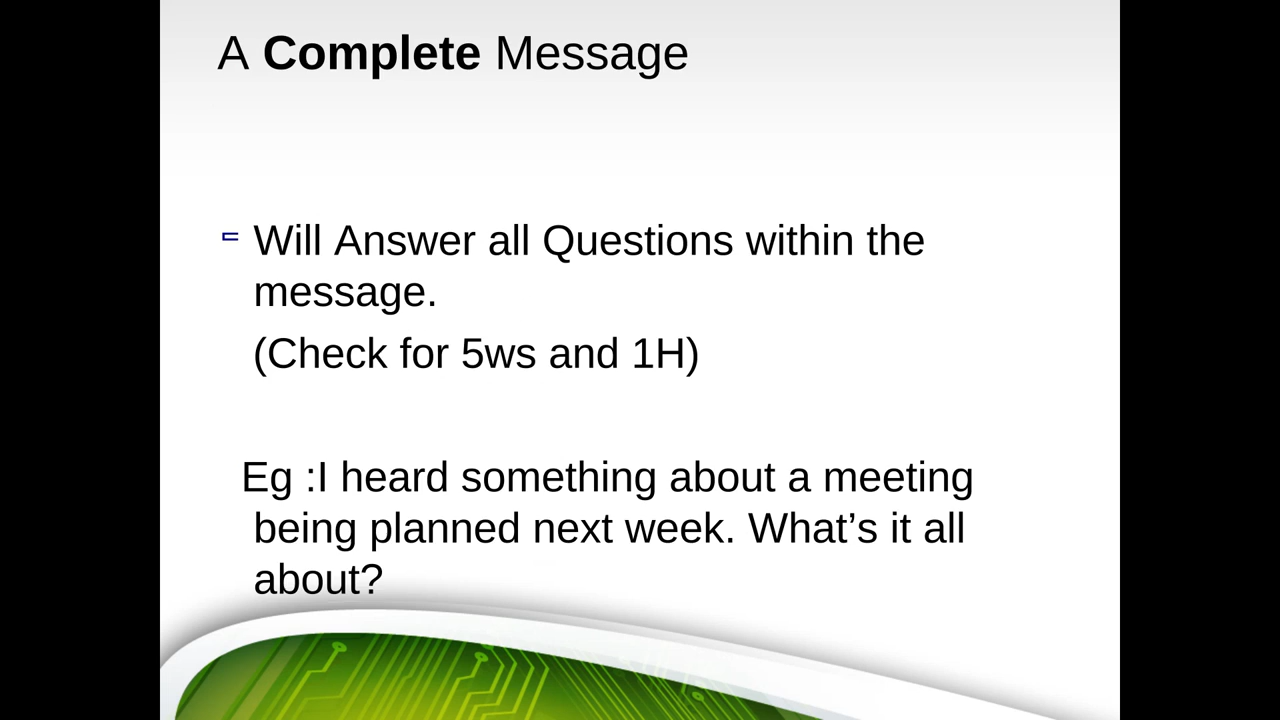 A Complete Message
Will Answer all Questions within the
message.
(Check for 5ws and 1H)
Eg :I heard something about a meeting
being planned next week. What’s it all
about?